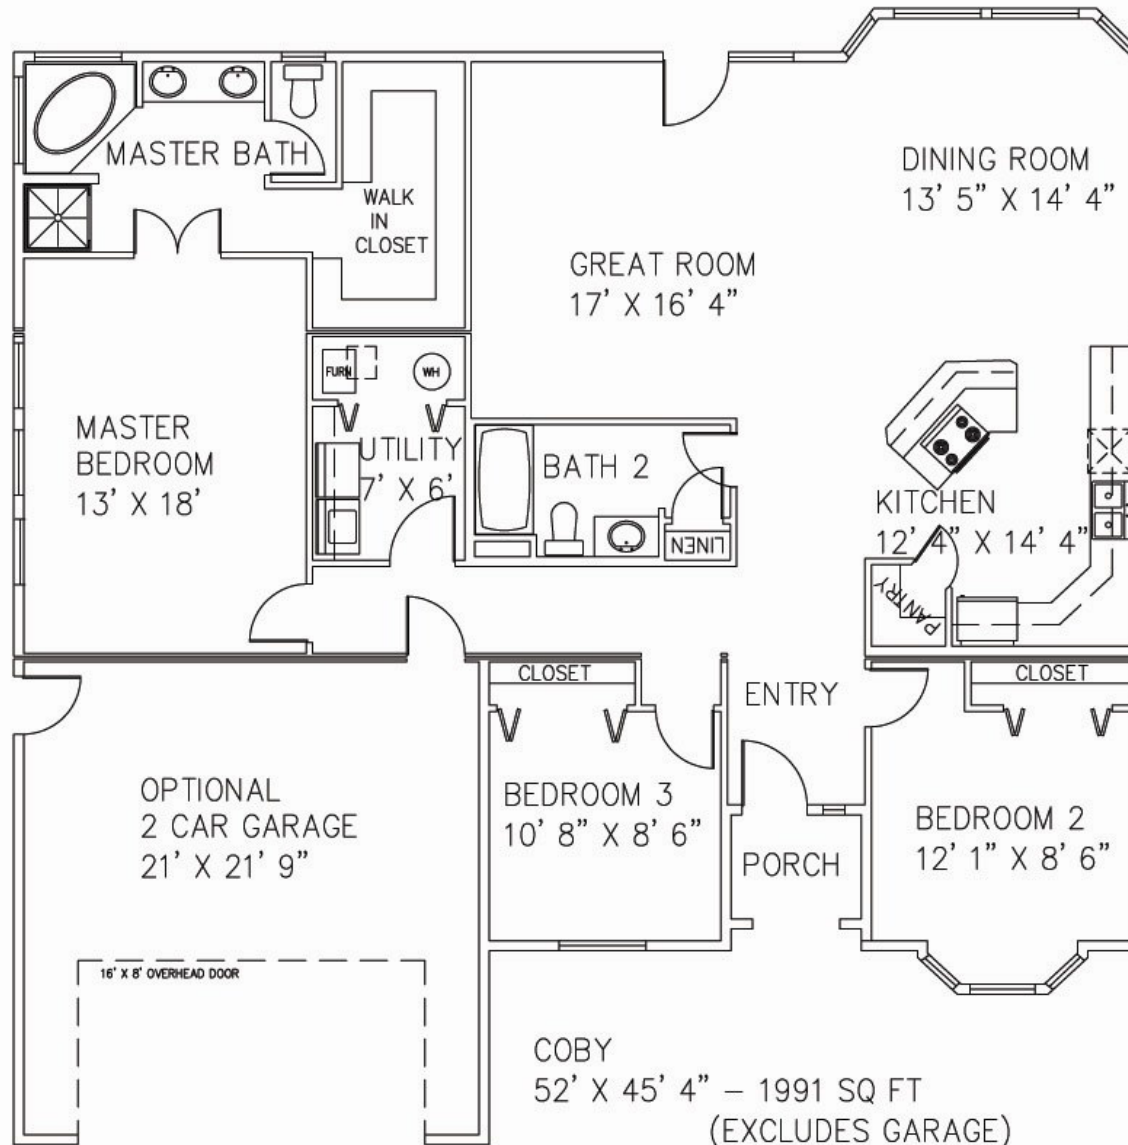 MASTER BATH
WALK
IN
CLOSET
DINING ROOM
13' 5" X 14' 4"
GREAT ROOM
17' X 16' 4"
FURN
WH
MASTER
BEDROOM
13' X 18'
UTILITY
7' X 6'
BATH 2
LINEN
KITCHEN
12' 4" X 14' 4"
PANTRY
CLOSET
ENTRY
CLOSET
OPTIONAL
2 CAR GARAGE
21' X 21' 9"
BEDROOM 3
10' 8" X 8' 6"
PORCH
BEDROOM 2
12' 1" X 8' 6"
16' X 8' OVERHEAD DOOR
COBY
52' X 45' 4" – 1991 SQ FT
(EXCLUDES GARAGE)